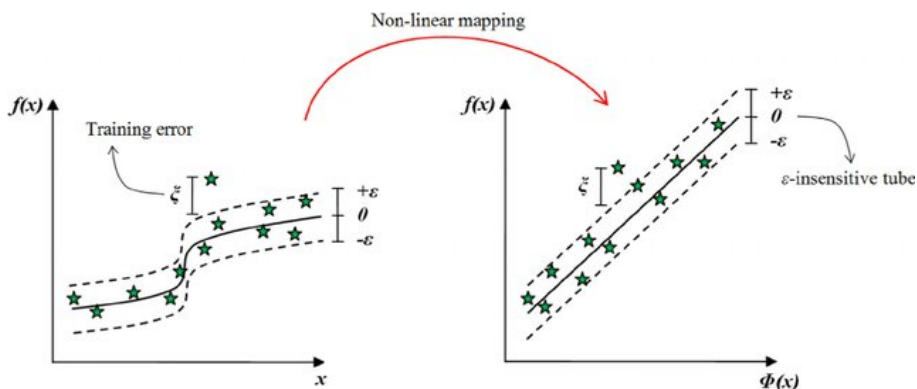 Non-linear mapping
f(x)
Training error
ξ
+ε
0
-ε
x
f(x)
+ε
0
-ε
ξ
ε-insensitive tube
Φ(x)